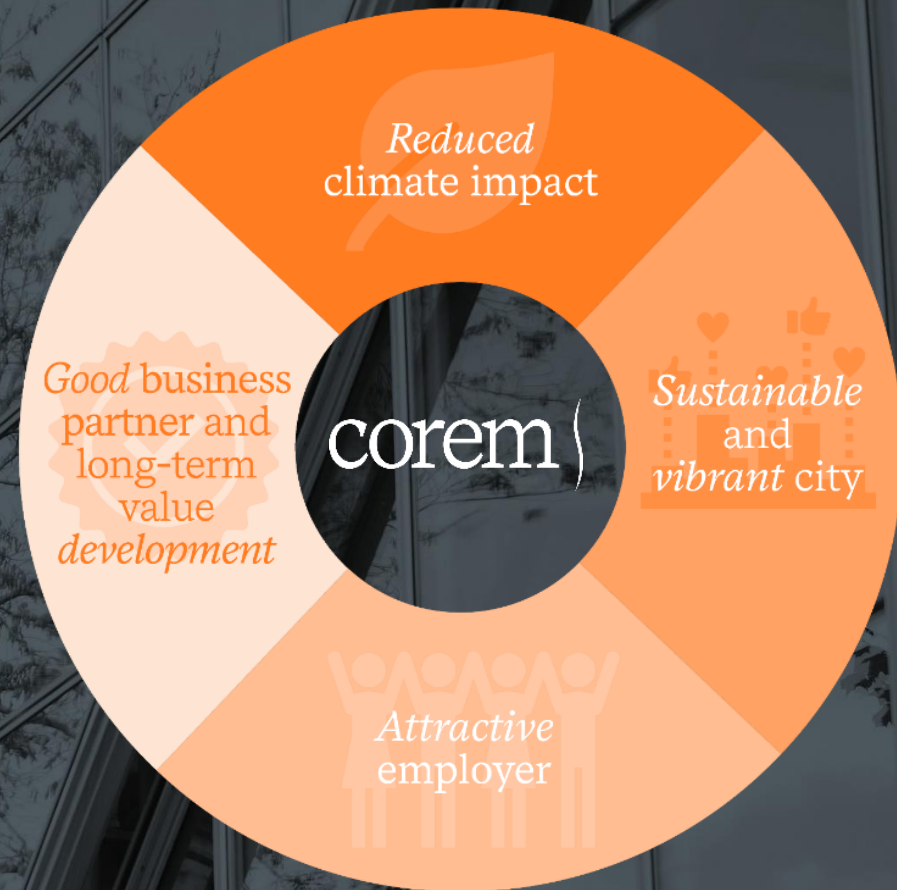 Reduced
climate impact
Good business
partner and
long-term
value
development
corem
Sustainable
and
vibrant city
Attractive
employer